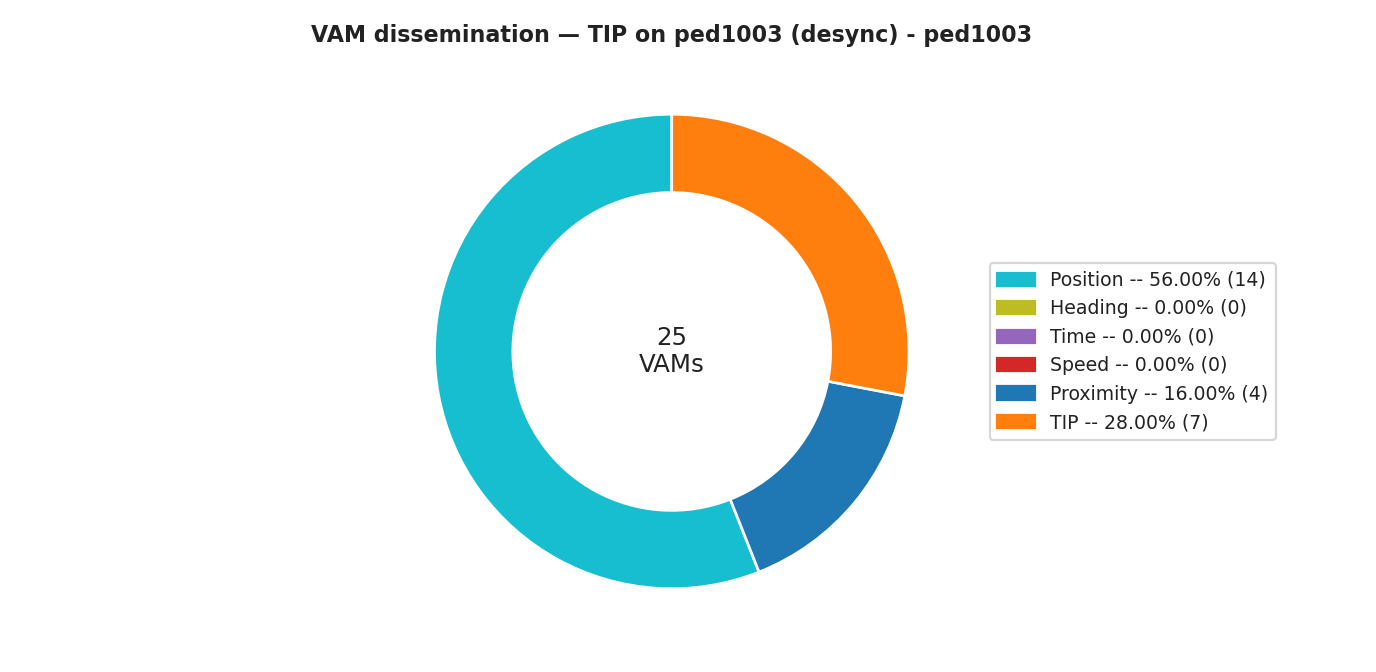 VAM dissemination — TIP on ped1003 (desync) - ped1003
25
VAMs
Position -- 56.00% (14)
Heading -- 0.00% (0)
Time -- 0.00% (0)
Speed -- 0.00% (0)
Proximity -- 16.00% (4)
TIP -- 28.00% (7)